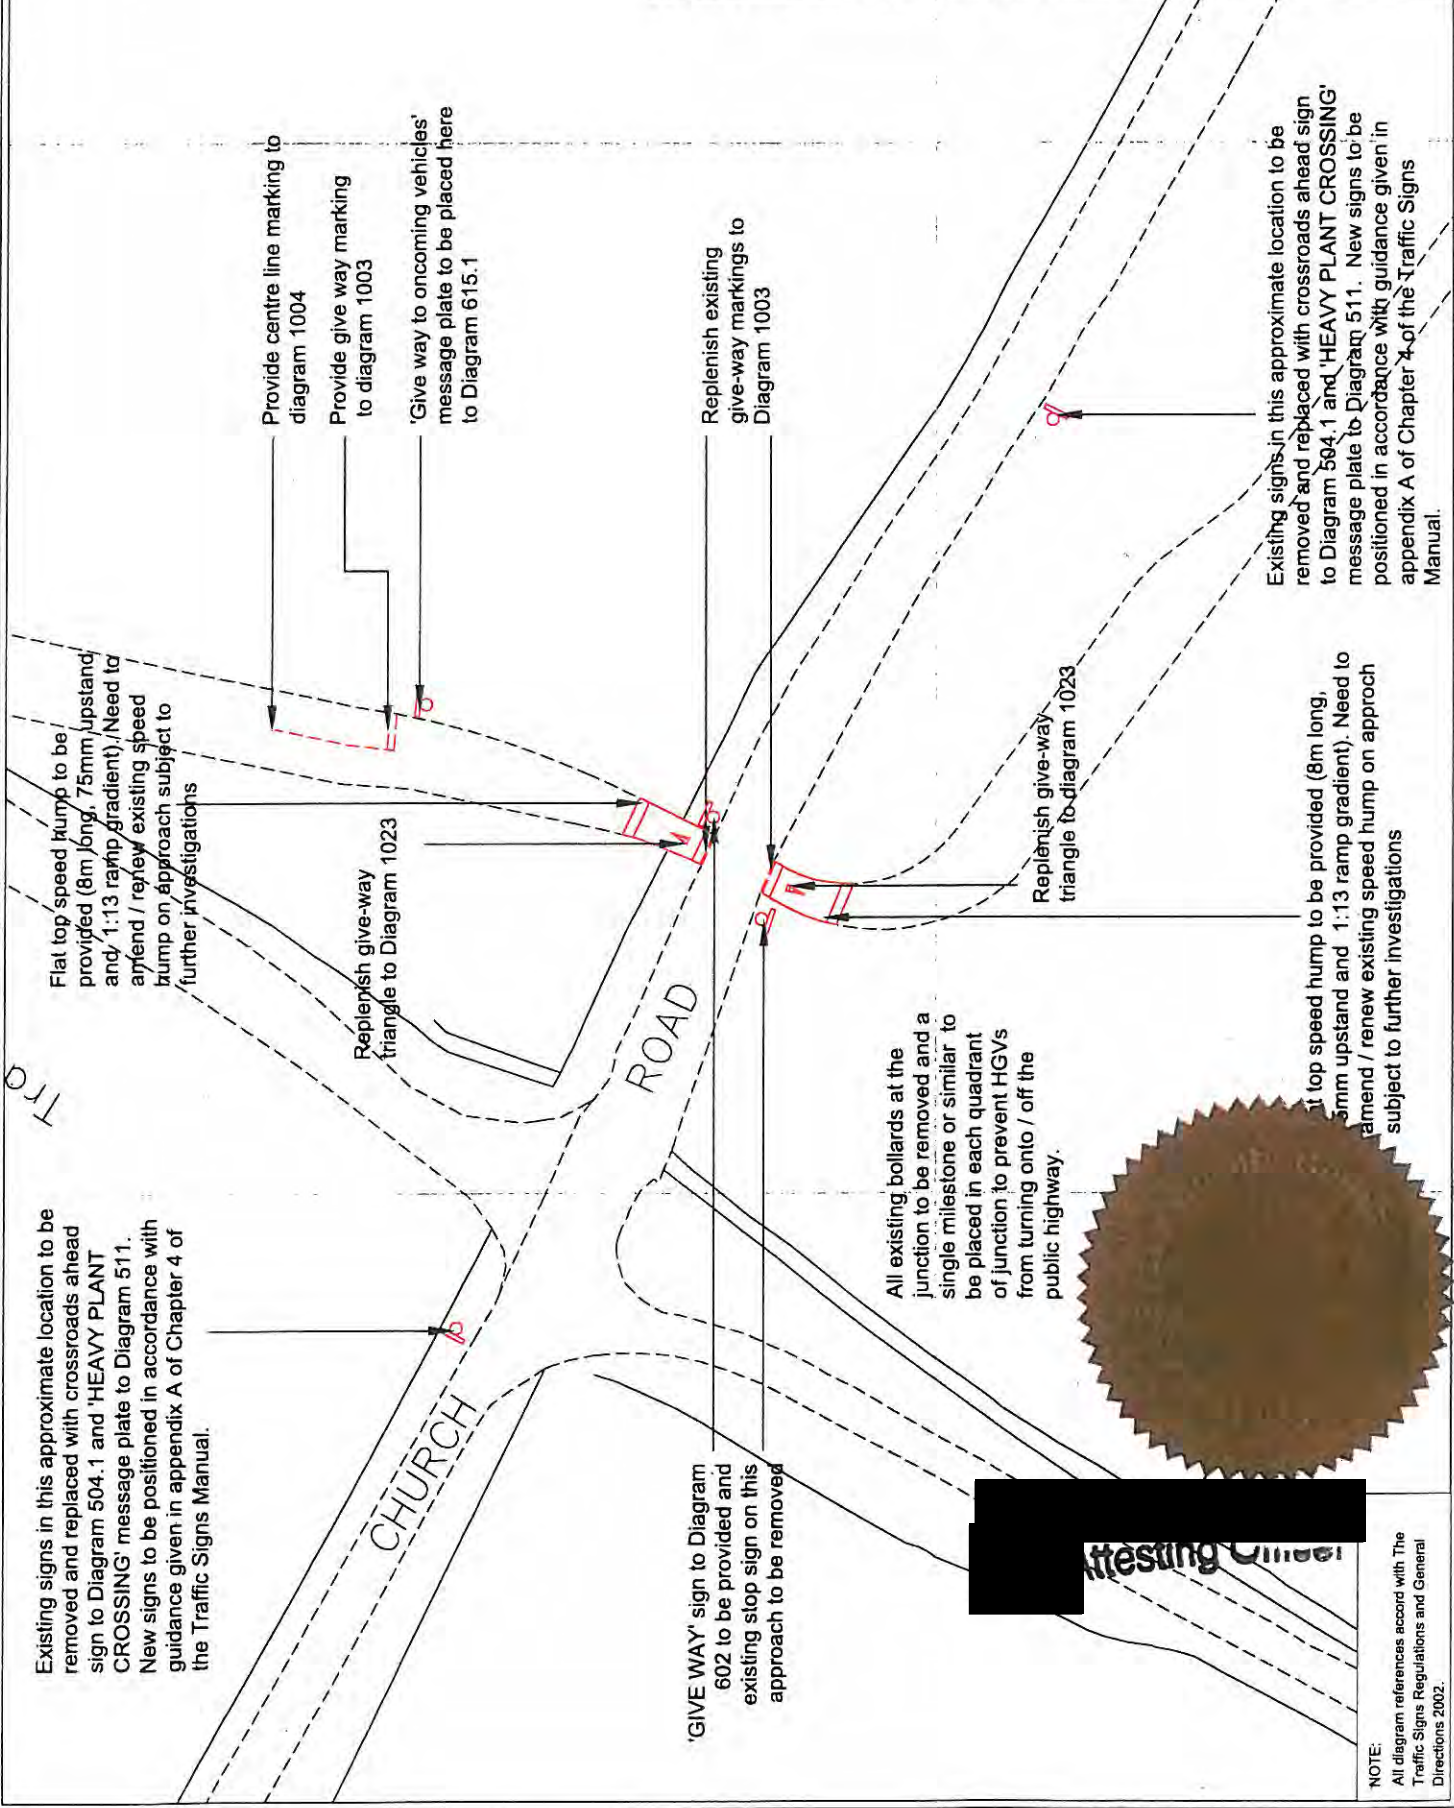 Existing signs in this approximate location to be
removed and replaced with crossroads ahead
sign to Diagram 504.1 and 'HEAVY PLANT
CROSSING' message plate to Diagram 511.
New signs to be positioned in accordance with
guidance given in appendix A of Chapter 4 of
the Traffic Signs Manual.
Tra
Flat top speed hump to be
provided (8m long, 75mm upstand
and 1:13 ramp gradient). Need to
amend / renew existing speed
hump on approach subject to
further investigations
Replenish give-way
triangle to Diagram 1023
Provide centre line marking to
diagram 1004
Provide give way marking
to diagram 1003
'Give way to oncoming vehicles'
message plate to be placed here
to Diagram 615.1
Replenish existing
give-way markings to
Diagram 1003
CHURCH
ROAD
'GIVE WAY' sign to Diagram
602 to be provided and
existing stop sign on this
approach to be removed
All existing bollards at the
junction to be removed and a
single milestone or similar to
be placed in each quadrant
of junction to prevent HGVs
from turning onto / off the
public highway.
Replenish give-way
triangle to diagram 1023
top speed hump to be provided (8m long,
5mm upstand and 1:13 ramp gradient). Need to
amend / renew existing speed hump on approch
subject to further investigations
Existing signs in this approximate location to be
removed and replaced with crossroads ahead sign
to Diagram 504.1 and 'HEAVY PLANT CROSSING'
message plate to Diagram 511. New signs to be
positioned in accordance with guidance given in
appendix A of Chapter 4 of the Traffic Signs
Manual.
Attesting Officer
NOTE:
All diagram references accord with The
Traffic Signs Regulations and General
Directions 2002.